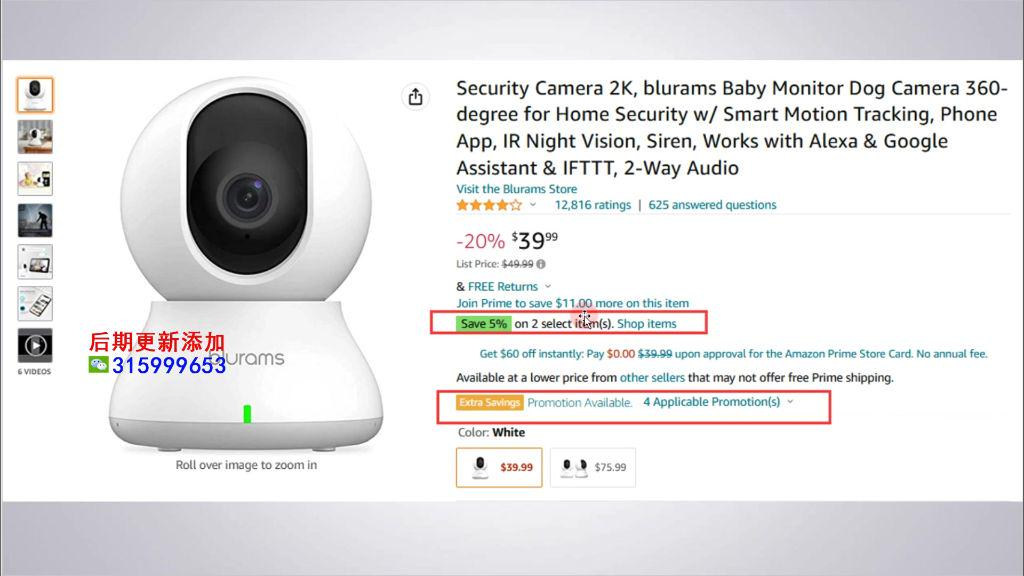 Security Camera 2K, blurams Baby Monitor Dog Camera 360-
degree for Home Security w/ Smart Motion Tracking, Phone
App, IR Night Vision, Siren, Works with Alexa & Google
Assistant & IFTTT, 2-Way Audio
Visit the Blurams Store
12,816 ratings | 625 answered questions
-20% $39 99
List Price: $49.99
& FREE Returns
Join Prime to save $11.00 more on this item
Save 5% on 2 select item(s). Shop items
Get $60 off instantly: Pay $0.00 $39.99 upon approval for the Amazon Prime Store Card. No annual fee.
Available at a lower price from other sellers that may not offer free Prime shipping.
Extra Savings Promotion Available. 4 Applicable Promotion(s)
Color: White
$39.99
$75.99
6 VIDEOS
后期更新添加
315999653
blurams
Roll over image to zoom in